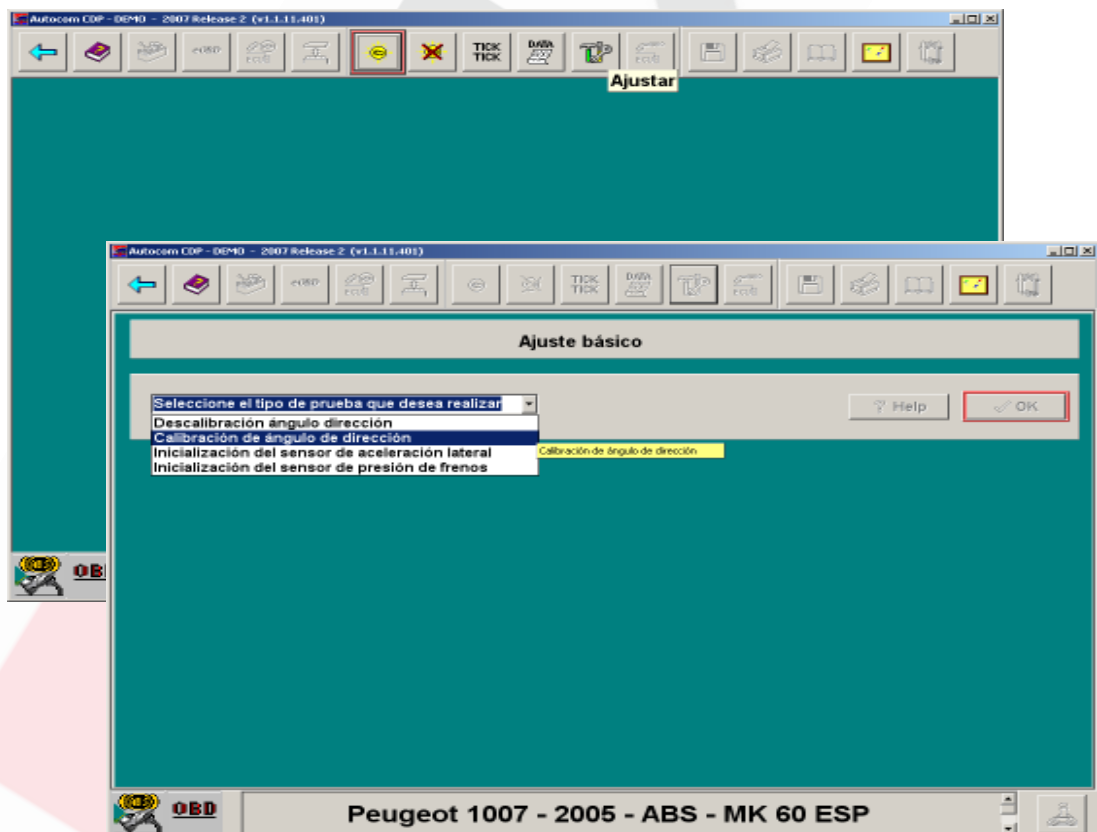 Autocom CDP - DEMO - 2007 Release 2 (v1.1.11.401)
eOBD
TICK
TICK
DATA
Ajustar
OB
Autocom CDP - DEMO - 2007 Release 2 (v1.1.11.401)
eOBD
TICK
TICK
DATA
Ajuste básico
Seleccione el tipo de prueba que desea realizar
? Help
OK
Descalibración ángulo dirección
Calibración de ángulo de dirección
Inicialización del sensor de aceleración lateral
Calibración de ángulo de dirección
Inicialización del sensor de presión de frenos
OBD
Peugeot 1007 - 2005 - ABS - MK 60 ESP